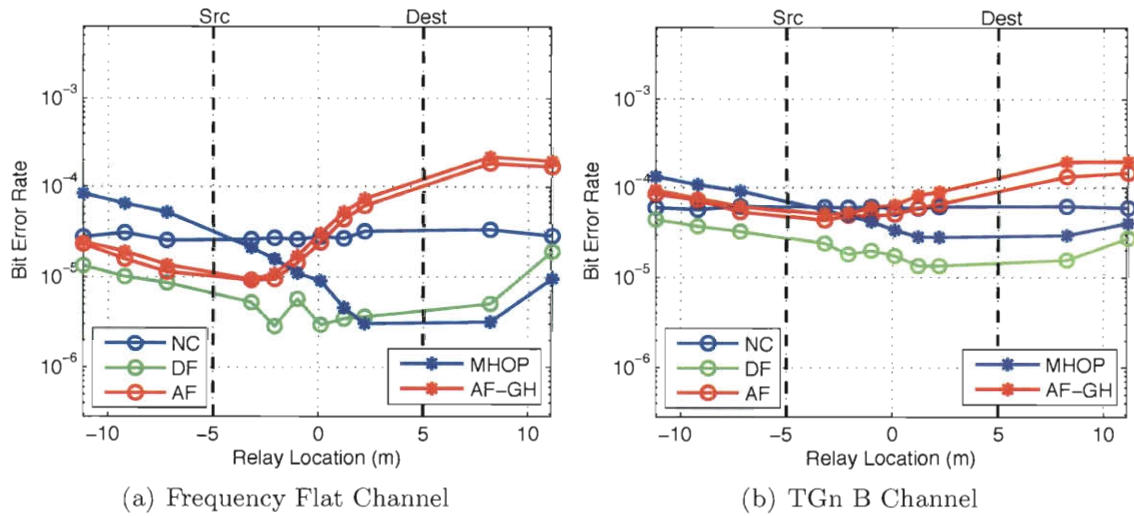 Src Dest
10⁻³
10⁻⁴
10⁻⁵
10⁻⁶
Bit Error Rate
NC
DF
AF
MHOP
AF-GH
-10 -5 0 5 10
Relay Location (m)
(a) Frequency Flat Channel
Src Dest
10⁻³
10⁻⁴
10⁻⁵
10⁻⁶
Bit Error Rate
NC
DF
AF
MHOP
AF-GH
-10 -5 0 5 10
Relay Location (m)
(b) TGn B Channel